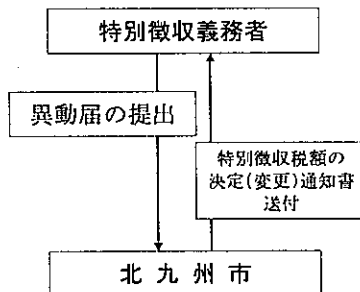 特別徴収義務者
異動届の提出
特別徴収税額の
決定(変更)通知書
送付
北九州市